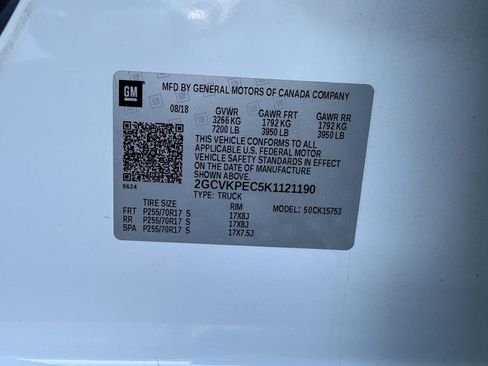 GM
MFD BY GENERAL MOTORS OF CANADA COMPANY
08/18 GVWR GAWR FRT GAWR RR
3266 KG 1792 KG 1792 KG
7200 LB 3950 LB 3950 LB
THIS VEHICLE CONFORMS TO ALL
APPLICABLE U.S. FEDERAL MOTOR
VEHICLE SAFETY STANDARDS IN EFFECT
ON THE DATE OF MANUFACTURE
SHOWN ABOVE.
8624 2GCVKPEC5K1121190
TYPE: TRUCK
TIRE SIZE RIM MODEL: 50CK15753
FRT P255/70R17 S 17X8J
RR P255/70R17 S 17X8J
SPA P255/70R17 S 17X7.5J